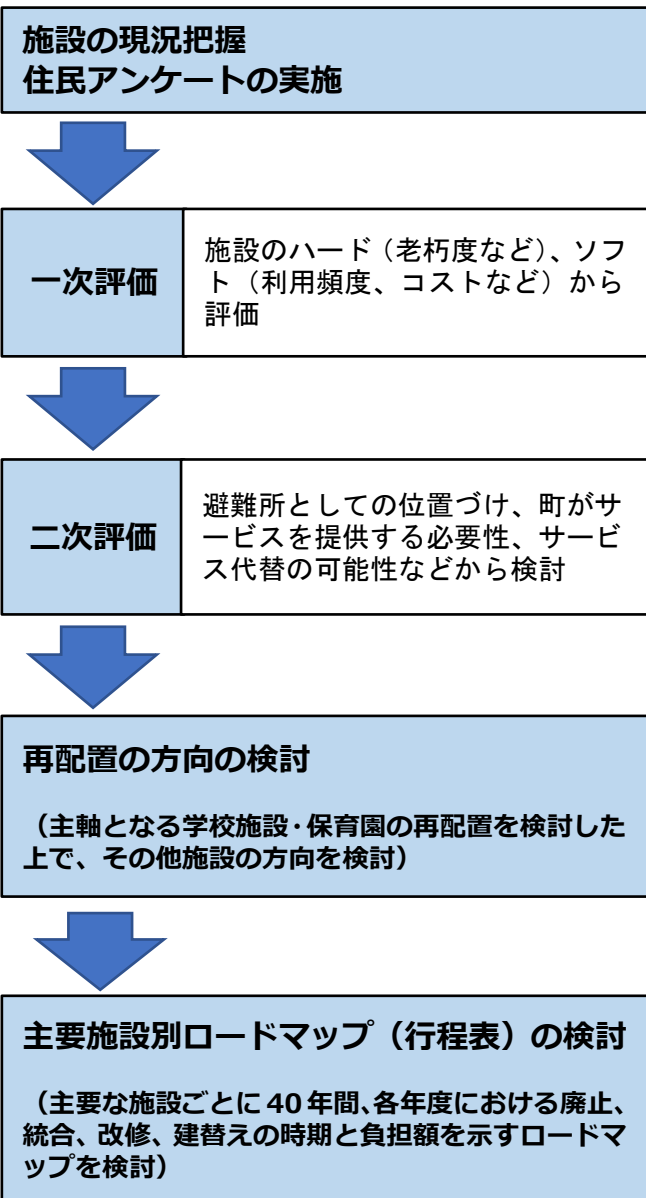 施設の現況把握
住民アンケートの実施
一次評価
施設のハード（老朽度など）、ソフ
ト（利用頻度、コストなど）から
評価
二次評価
避難所としての位置づけ、町がサ
ービスを提供する必要性、サービ
ス代替の可能性などから検討
再配置の方向の検討
（主軸となる学校施設・保育園の再配置を検討した
上で、その他施設の方向を検討）
主要施設別ロードマップ（行程表）の検討
（主要な施設ごとに 40 年間、各年度における廃止、
統合、改修、建替えの時期と負担額を示すロードマ
ップを検討）